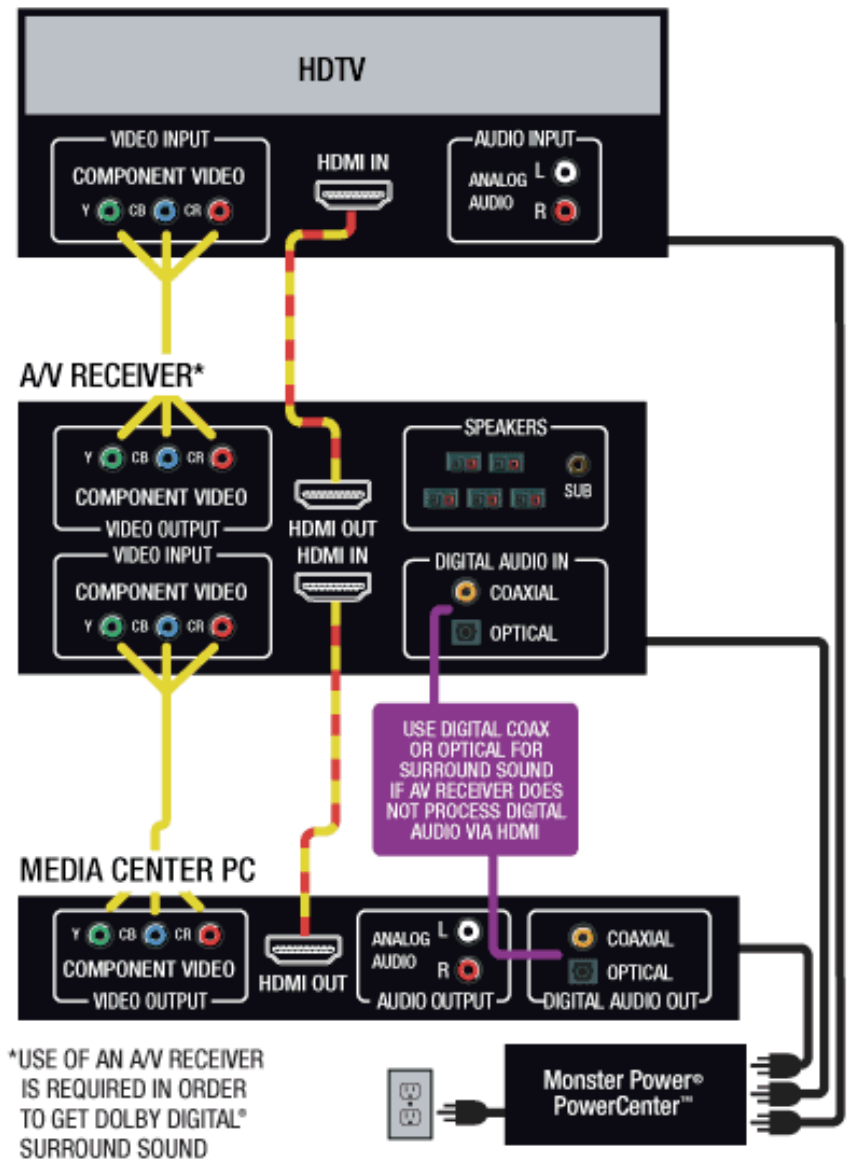 HDTV
VIDEO INPUT
COMPONENT VIDEO
Y CB CR
HDMI IN
AUDIO INPUT
ANALOG L
AUDIO
R
A/V RECEIVER*
Y CB CR
COMPONENT VIDEO
VIDEO OUTPUT
HDMI OUT
SPEAKERS
SUB
VIDEO INPUT
COMPONENT VIDEO
Y CB CR
HDMI IN
DIGITAL AUDIO IN
COAXIAL
OPTICAL
USE DIGITAL COAX
OR OPTICAL FOR
SURROUND SOUND
IF AV RECEIVER DOES
NOT PROCESS DIGITAL
AUDIO VIA HDMI
MEDIA CENTER PC
Y CB CR
COMPONENT VIDEO
VIDEO OUTPUT
HDMI OUT
ANALOG L
AUDIO
R
AUDIO OUTPUT
COAXIAL
OPTICAL
DIGITAL AUDIO OUT
*USE OF AN A/V RECEIVER
IS REQUIRED IN ORDER
TO GET DOLBY DIGITAL®
SURROUND SOUND
Monster Power®
PowerCenter™